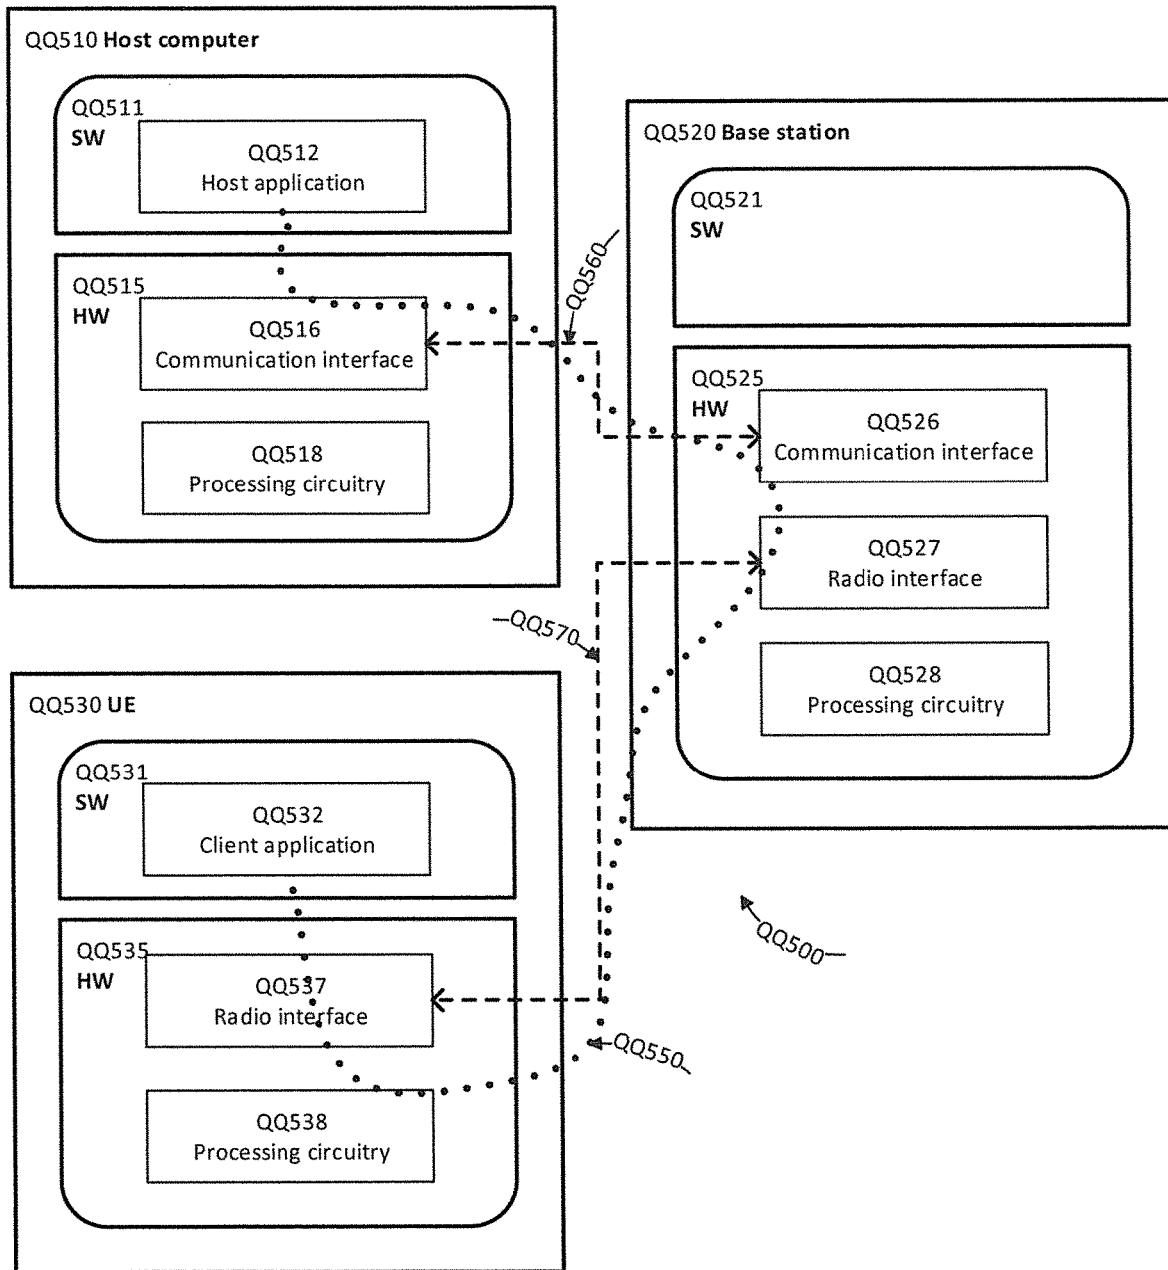 QQ510 Host computer
QQ511
SW
QQ512
Host application
QQ515
HW
QQ516
Communication interface
QQ518
Processing circuitry
QQ560
QQ520 Base station
QQ521
SW
QQ525
HW
QQ526
Communication interface
QQ527
Radio interface
QQ528
Processing circuitry
QQ570
QQ530 UE
QQ531
SW
QQ532
Client application
QQ535
HW
QQ537
Radio interface
QQ538
Processing circuitry
QQ500
QQ550